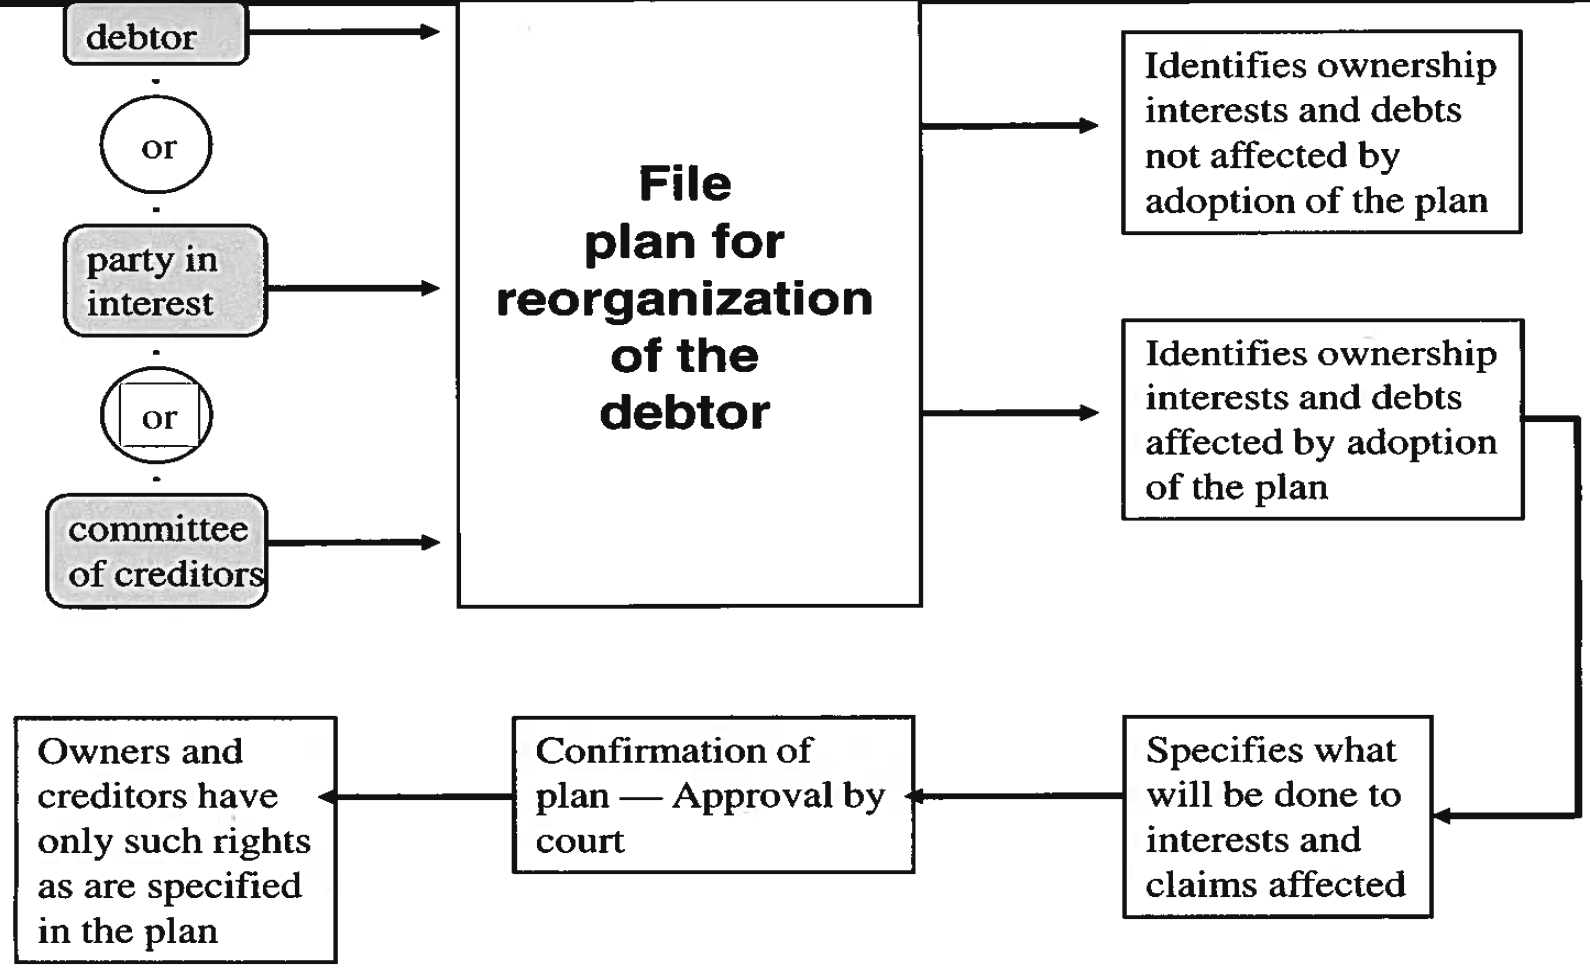 debtor
or
party in
interest
or
committee
of creditors
File
plan for
reorganization
of the
debtor
Identifies ownership
interests and debts
not affected by
adoption of the plan
Identifies ownership
interests and debts
affected by adoption
of the plan
Specifies what
will be done to
interests and
claims affected
Confirmation of
plan — Approval by
court
Owners and
creditors have
only such rights
as are specified
in the plan